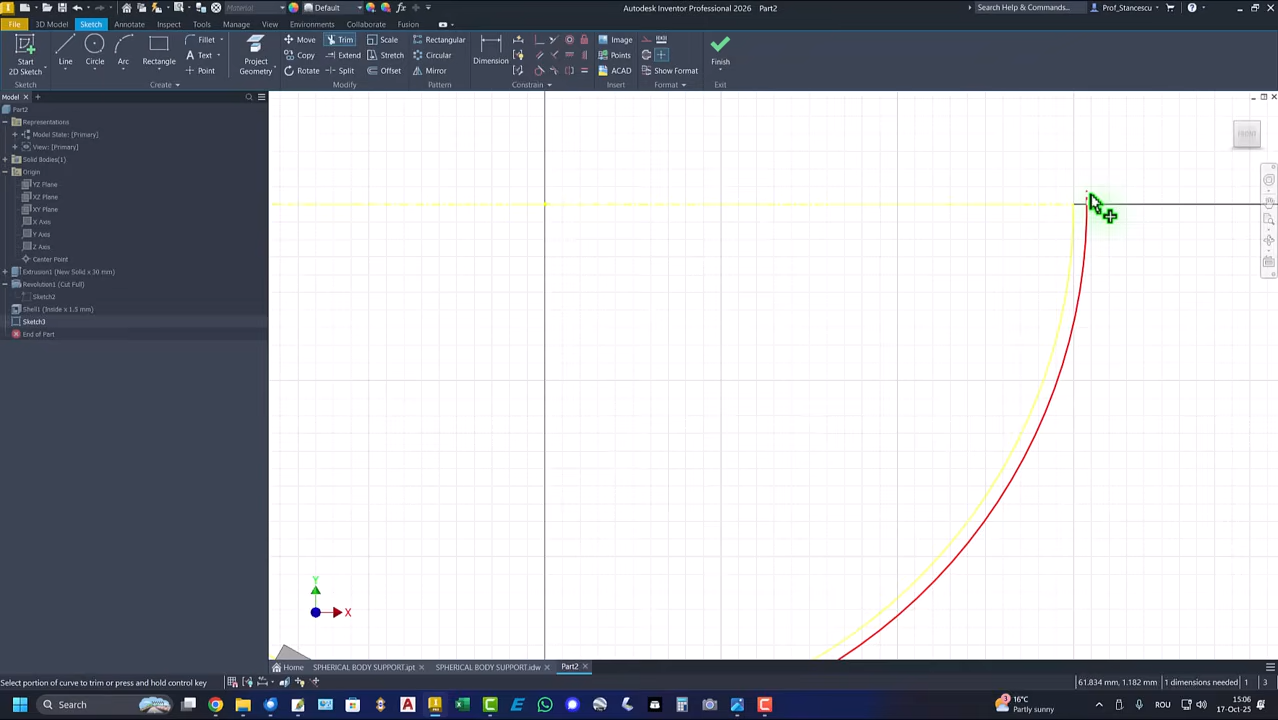 Material
Default
Autodesk Inventor Professional 2026 Part2
Search Help & Commands...
Prof_Stancescu
File 3D Model Sketch Annotate Inspect Tools Manage View Environments Collaborate Fusion
Start
2D Sketch
Line
Circle
Arc
Rectangle
Fillet
Text
Point
Project
Geometry
Move
Copy
Rotate
Trim
Extend
Split
Scale
Stretch
Offset
Rectangular
Circular
Mirror
Dimension
Image
Points
ACAD
Show Format
Finish
Sketch
Create
Modify
Pattern
Constrain
Insert
Format
Exit
Model
Part2
Representations
Model State: [Primary]
View: [Primary]
Solid Bodies(1)
Origin
YZ Plane
XZ Plane
XY Plane
X Axis
Y Axis
Z Axis
Center Point
Extrusion1 (New Solid x 30 mm)
Revolution1 (Cut Full)
Sketch2
Shell1 (Inside x 1.5 mm)
Sketch3
End of Part
FRONT
Y
X
Home
SPHERICAL BODY SUPPORT.ipt
SPHERICAL BODY SUPPORT.idw
Part2
Select portion of curve to trim or press and hold control key
61.834 mm, 1.182 mm
1 dimensions needed
1
3
Search
16°C
Partly sunny
ROU
15:06
17-Oct-25